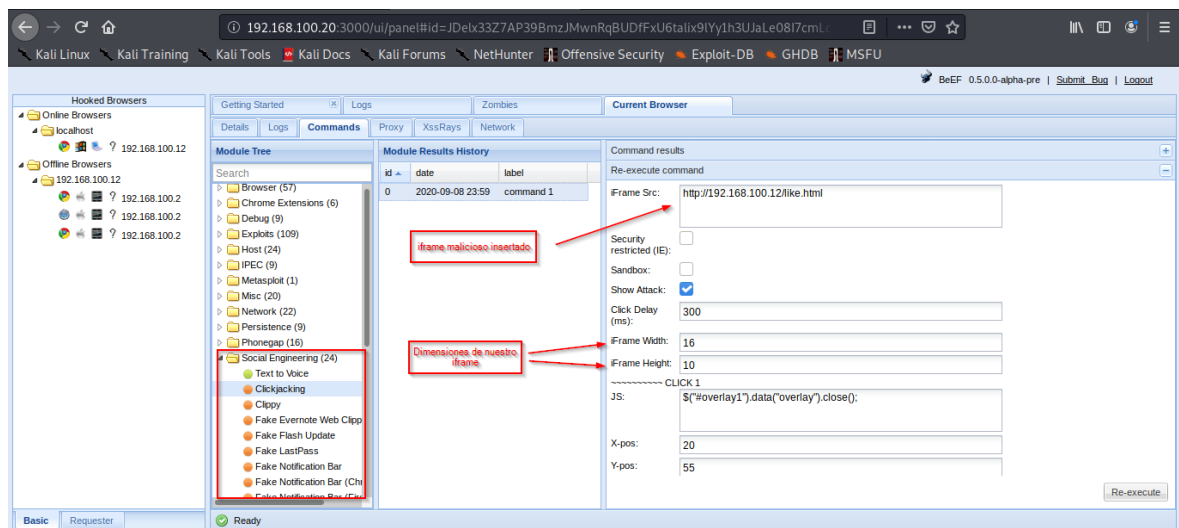 192.168.100.20:3000/ui/panel#id=JDelx33Z7AP39BmzJMwnRqBUDfFxU6talix9IYy1h3UJaLe08I7cmL
Kali Linux Kali Training Kali Tools Kali Docs Kali Forums NetHunter Offensive Security Exploit-DB GHDB MSFU
BeEF 0.5.0.0-alpha-pre | Submit Bug | Logout
Hooked Browsers
Online Browsers
localhost
? 192.168.100.12
Offline Browsers
192.168.100.12
? 192.168.100.2
? 192.168.100.2
? 192.168.100.2
Basic Requester
Getting Started Logs Zombies Current Browser
Details Logs Commands Proxy XssRays Network
Module Tree
Search
Browser (57)
Chrome Extensions (6)
Debug (9)
Exploits (109)
Host (24)
IPEC (9)
Metasploit (1)
Misc (20)
Network (22)
Persistence (9)
Phonegap (16)
Social Engineering (24)
Text to Voice
Clickjacking
Clippy
Fake Evernote Web Clipp
Fake Flash Update
Fake LastPass
Fake Notification Bar
Fake Notification Bar (Chr
Fake Notification Bar (Fire
Module Results History
id date label
0 2020-09-08 23:59 command 1
iframe malicioso insertado
Dimensiones de nuestro
iframe
Command results
Re-execute command
iFrame Src: http://192.168.100.12/like.html
Security
restricted (IE):
Sandbox:
Show Attack:
Click Delay
(ms): 300
iFrame Width: 16
iFrame Height: 10
~~~~~~~~~~ CLICK 1
JS: $("#overlay1").data("overlay").close();
X-pos: 20
Y-pos: 55
Re-execute
Ready